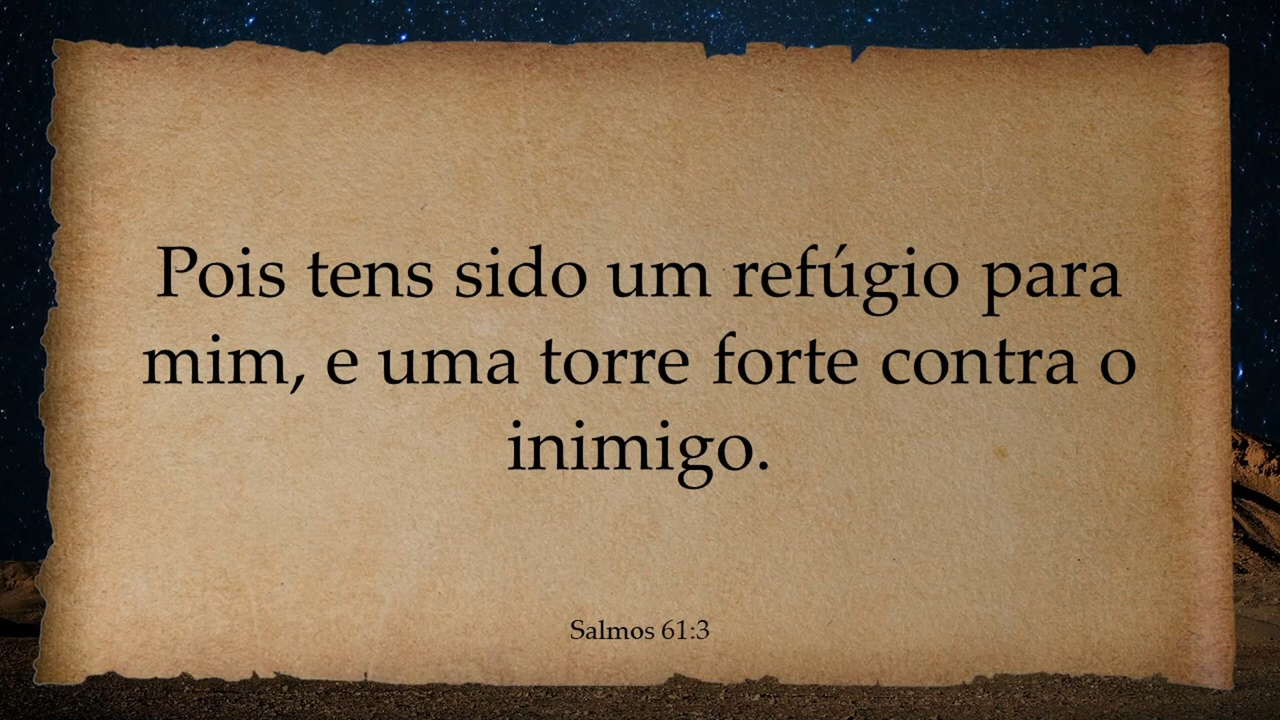 Pois tens sido um refúgio para
mim, e uma torre forte contra o
inimigo.
Salmos 61:3